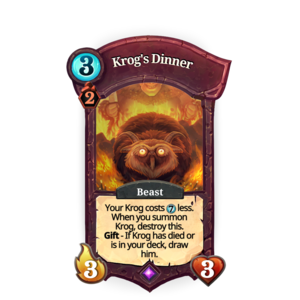 3
Krog's Dinner
2
Beast
Your Krog costs 7 less.
When you summon
Krog, destroy this.
Gift - If Krog has died or
is in your deck, draw
him.
3
3